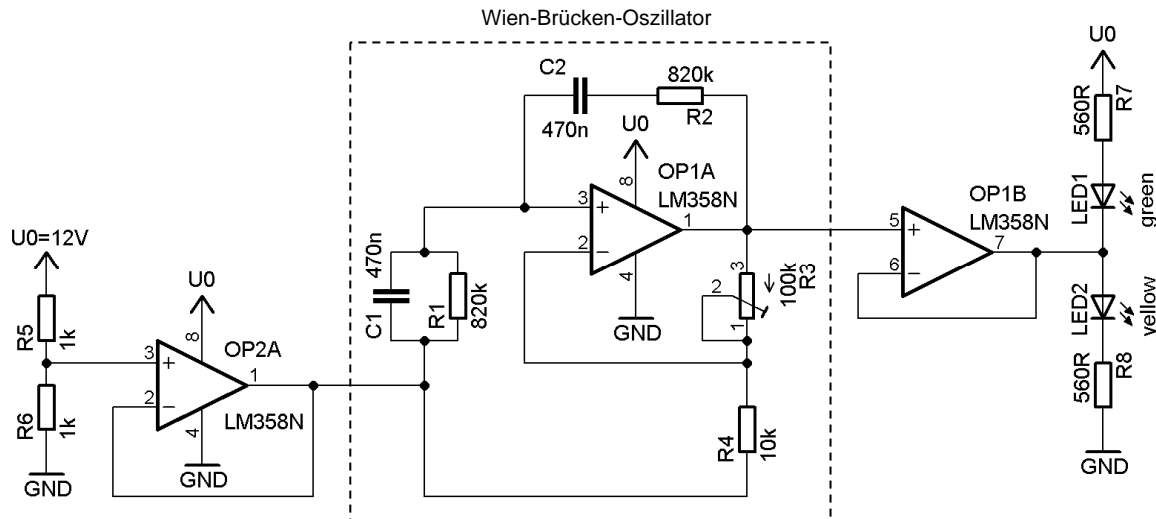 Wien-Brücken-Oszillator
U0=12V
R5
1k
R6
1k
GND
U0
8
3
+
2
−
1
4
OP2A
LM358N
GND
C1
470n
R1
820k
C2
470n
820k
R2
U0
8
3
+
2
−
1
4
OP1A
LM358N
GND
3
2
1
100k
R3
R4
10k
5
+
6
−
7
OP1B
LM358N
U0
560R
R7
LED1
green
LED2
yellow
560R
R8
GND